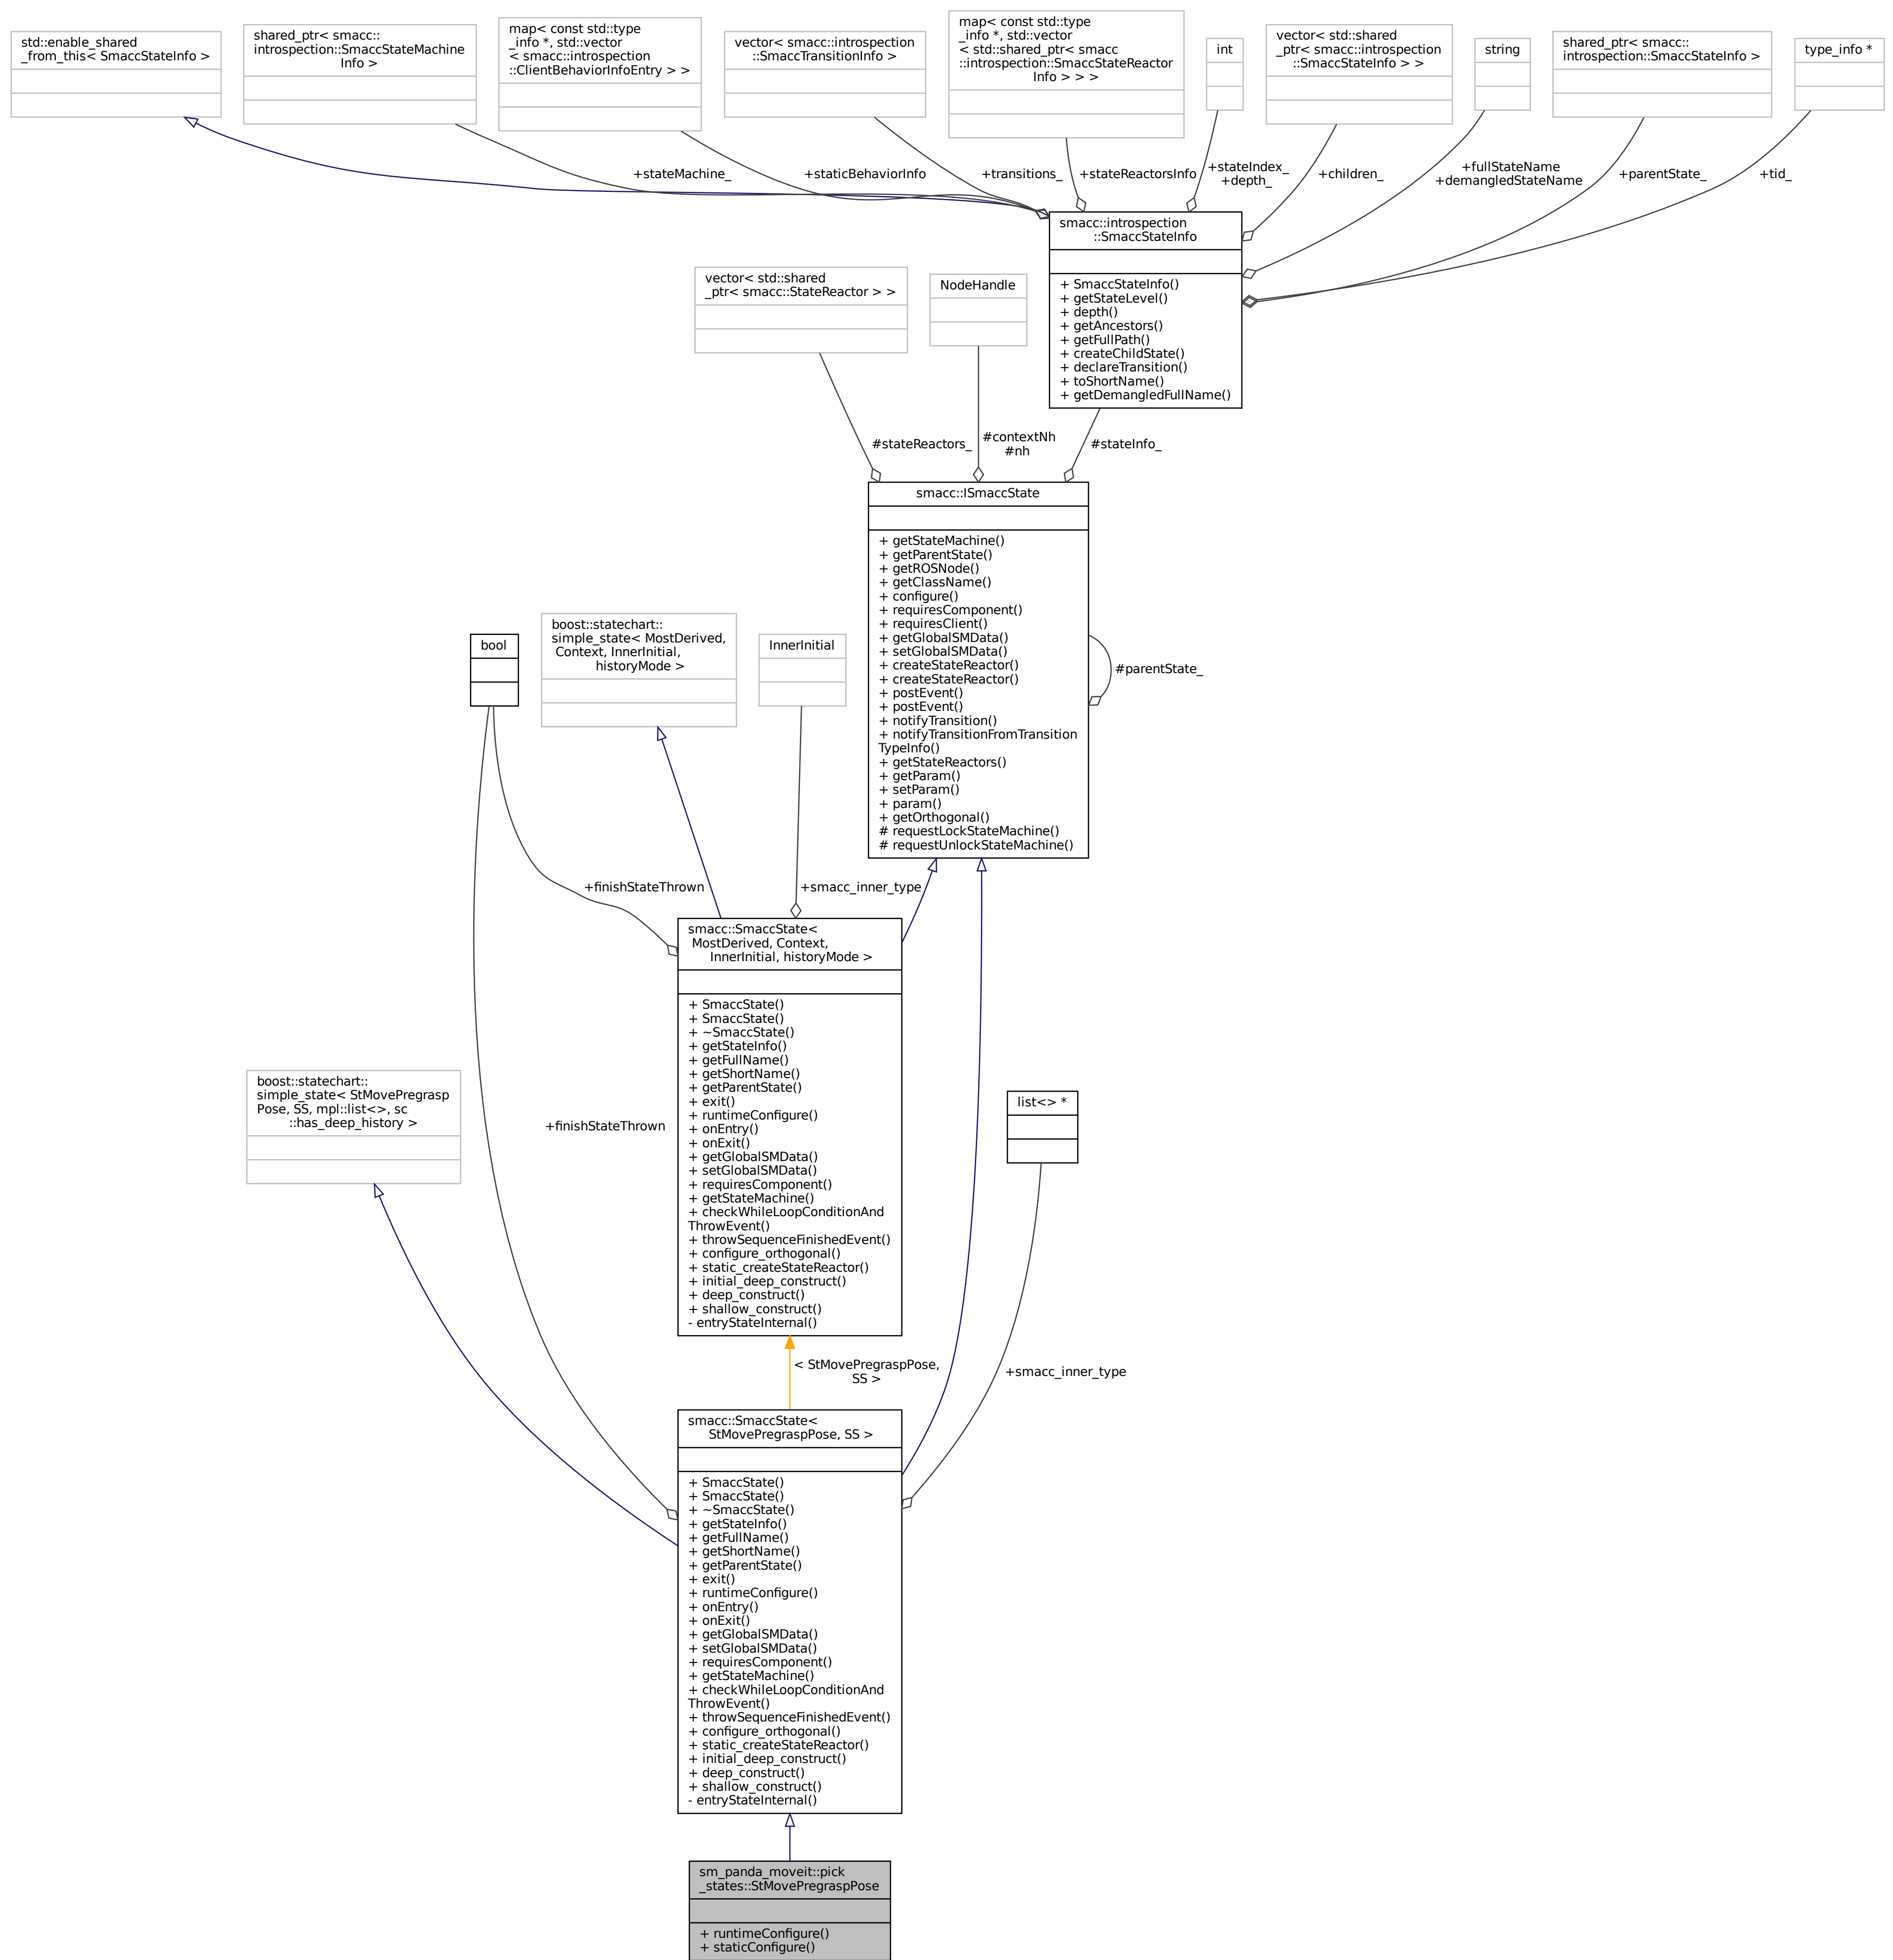 std::enable_shared
_from_this< SmaccStateInfo >
shared_ptr< smacc::
introspection::SmaccStateMachine
Info >
map< const std::type
_info *, std::vector
< smacc::introspection
::ClientBehaviorInfoEntry > >
vector< smacc::introspection
::SmaccTransitionInfo >
map< const std::type
_info *, std::vector
< std::shared_ptr< smacc
::introspection::SmaccStateReactor
Info > > >
int
vector< std::shared
_ptr< smacc::introspection
::SmaccStateInfo > >
string
shared_ptr< smacc::
introspection::SmaccStateInfo >
type_info *
+stateMachine_
+staticBehaviorInfo
+transitions_
+stateReactorsInfo
+stateIndex_
+depth_
+children_
+fullStateName
+demangledStateName
+parentState_
+tid_
smacc::introspection
::SmaccStateInfo
+ SmaccStateInfo()
+ getStateLevel()
+ depth()
+ getAncestors()
+ getFullPath()
+ createChildState()
+ declareTransition()
+ toShortName()
+ getDemangledFullName()
vector< std::shared
_ptr< smacc::StateReactor > >
NodeHandle
#stateReactors_
#contextNh
#nh
#stateInfo_
smacc::ISmaccState
+ getStateMachine()
+ getParentState()
+ getROSNode()
+ getClassName()
+ configure()
+ requiresComponent()
+ requiresClient()
+ getGlobalSMData()
+ setGlobalSMData()
+ createStateReactor()
+ createStateReactor()
+ postEvent()
+ postEvent()
+ notifyTransition()
+ notifyTransitionFromTransition
TypeInfo()
+ getStateReactors()
+ getParam()
+ setParam()
+ param()
+ getOrthogonal()
# requestLockStateMachine()
# requestUnlockStateMachine()
#parentState_
bool
boost::statechart::
simple_state< MostDerived,
Context, InnerInitial,
historyMode >
InnerInitial
+finishStateThrown
+smacc_inner_type
smacc::SmaccState<
MostDerived, Context,
InnerInitial, historyMode >
+ SmaccState()
+ SmaccState()
+ ~SmaccState()
+ getStateInfo()
+ getFullName()
+ getShortName()
+ getParentState()
+ exit()
+ runtimeConfigure()
+ onEntry()
+ onExit()
+ getGlobalSMData()
+ setGlobalSMData()
+ requiresComponent()
+ getStateMachine()
+ checkWhileLoopConditionAnd
ThrowEvent()
+ throwSequenceFinishedEvent()
+ configure_orthogonal()
+ static_createStateReactor()
+ initial_deep_construct()
+ deep_construct()
+ shallow_construct()
- entryStateInternal()
boost::statechart::
simple_state< StMovePregrasp
Pose, SS, mpl::list<>, sc
::has_deep_history >
+finishStateThrown
list<> *
< StMovePregraspPose,
SS >
+smacc_inner_type
smacc::SmaccState<
StMovePregraspPose, SS >
+ SmaccState()
+ SmaccState()
+ ~SmaccState()
+ getStateInfo()
+ getFullName()
+ getShortName()
+ getParentState()
+ exit()
+ runtimeConfigure()
+ onEntry()
+ onExit()
+ getGlobalSMData()
+ setGlobalSMData()
+ requiresComponent()
+ getStateMachine()
+ checkWhileLoopConditionAnd
ThrowEvent()
+ throwSequenceFinishedEvent()
+ configure_orthogonal()
+ static_createStateReactor()
+ initial_deep_construct()
+ deep_construct()
+ shallow_construct()
- entryStateInternal()
sm_panda_moveit::pick
_states::StMovePregraspPose
+ runtimeConfigure()
+ staticConfigure()